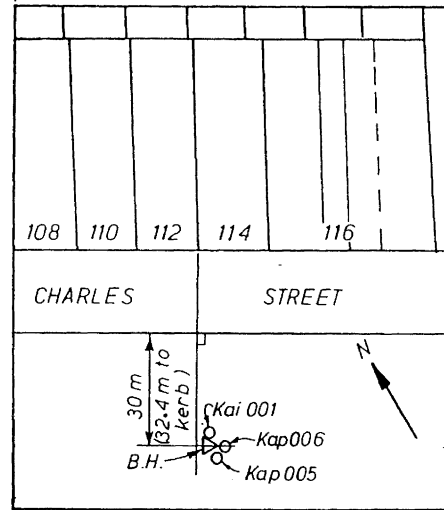 108 110 112 114 116
CHARLES STREET
N
30 m
(32.4 m to
kerb)
Kai 001
B.H.
Kap006
Kap 005